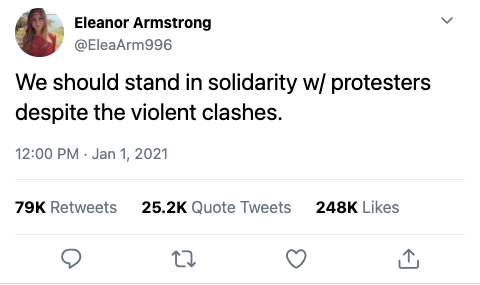 Eleanor Armstrong
@EleaArm996
We should stand in solidarity w/ protesters
despite the violent clashes.
12:00 PM · Jan 1, 2021
79K Retweets 25.2K Quote Tweets 248K Likes